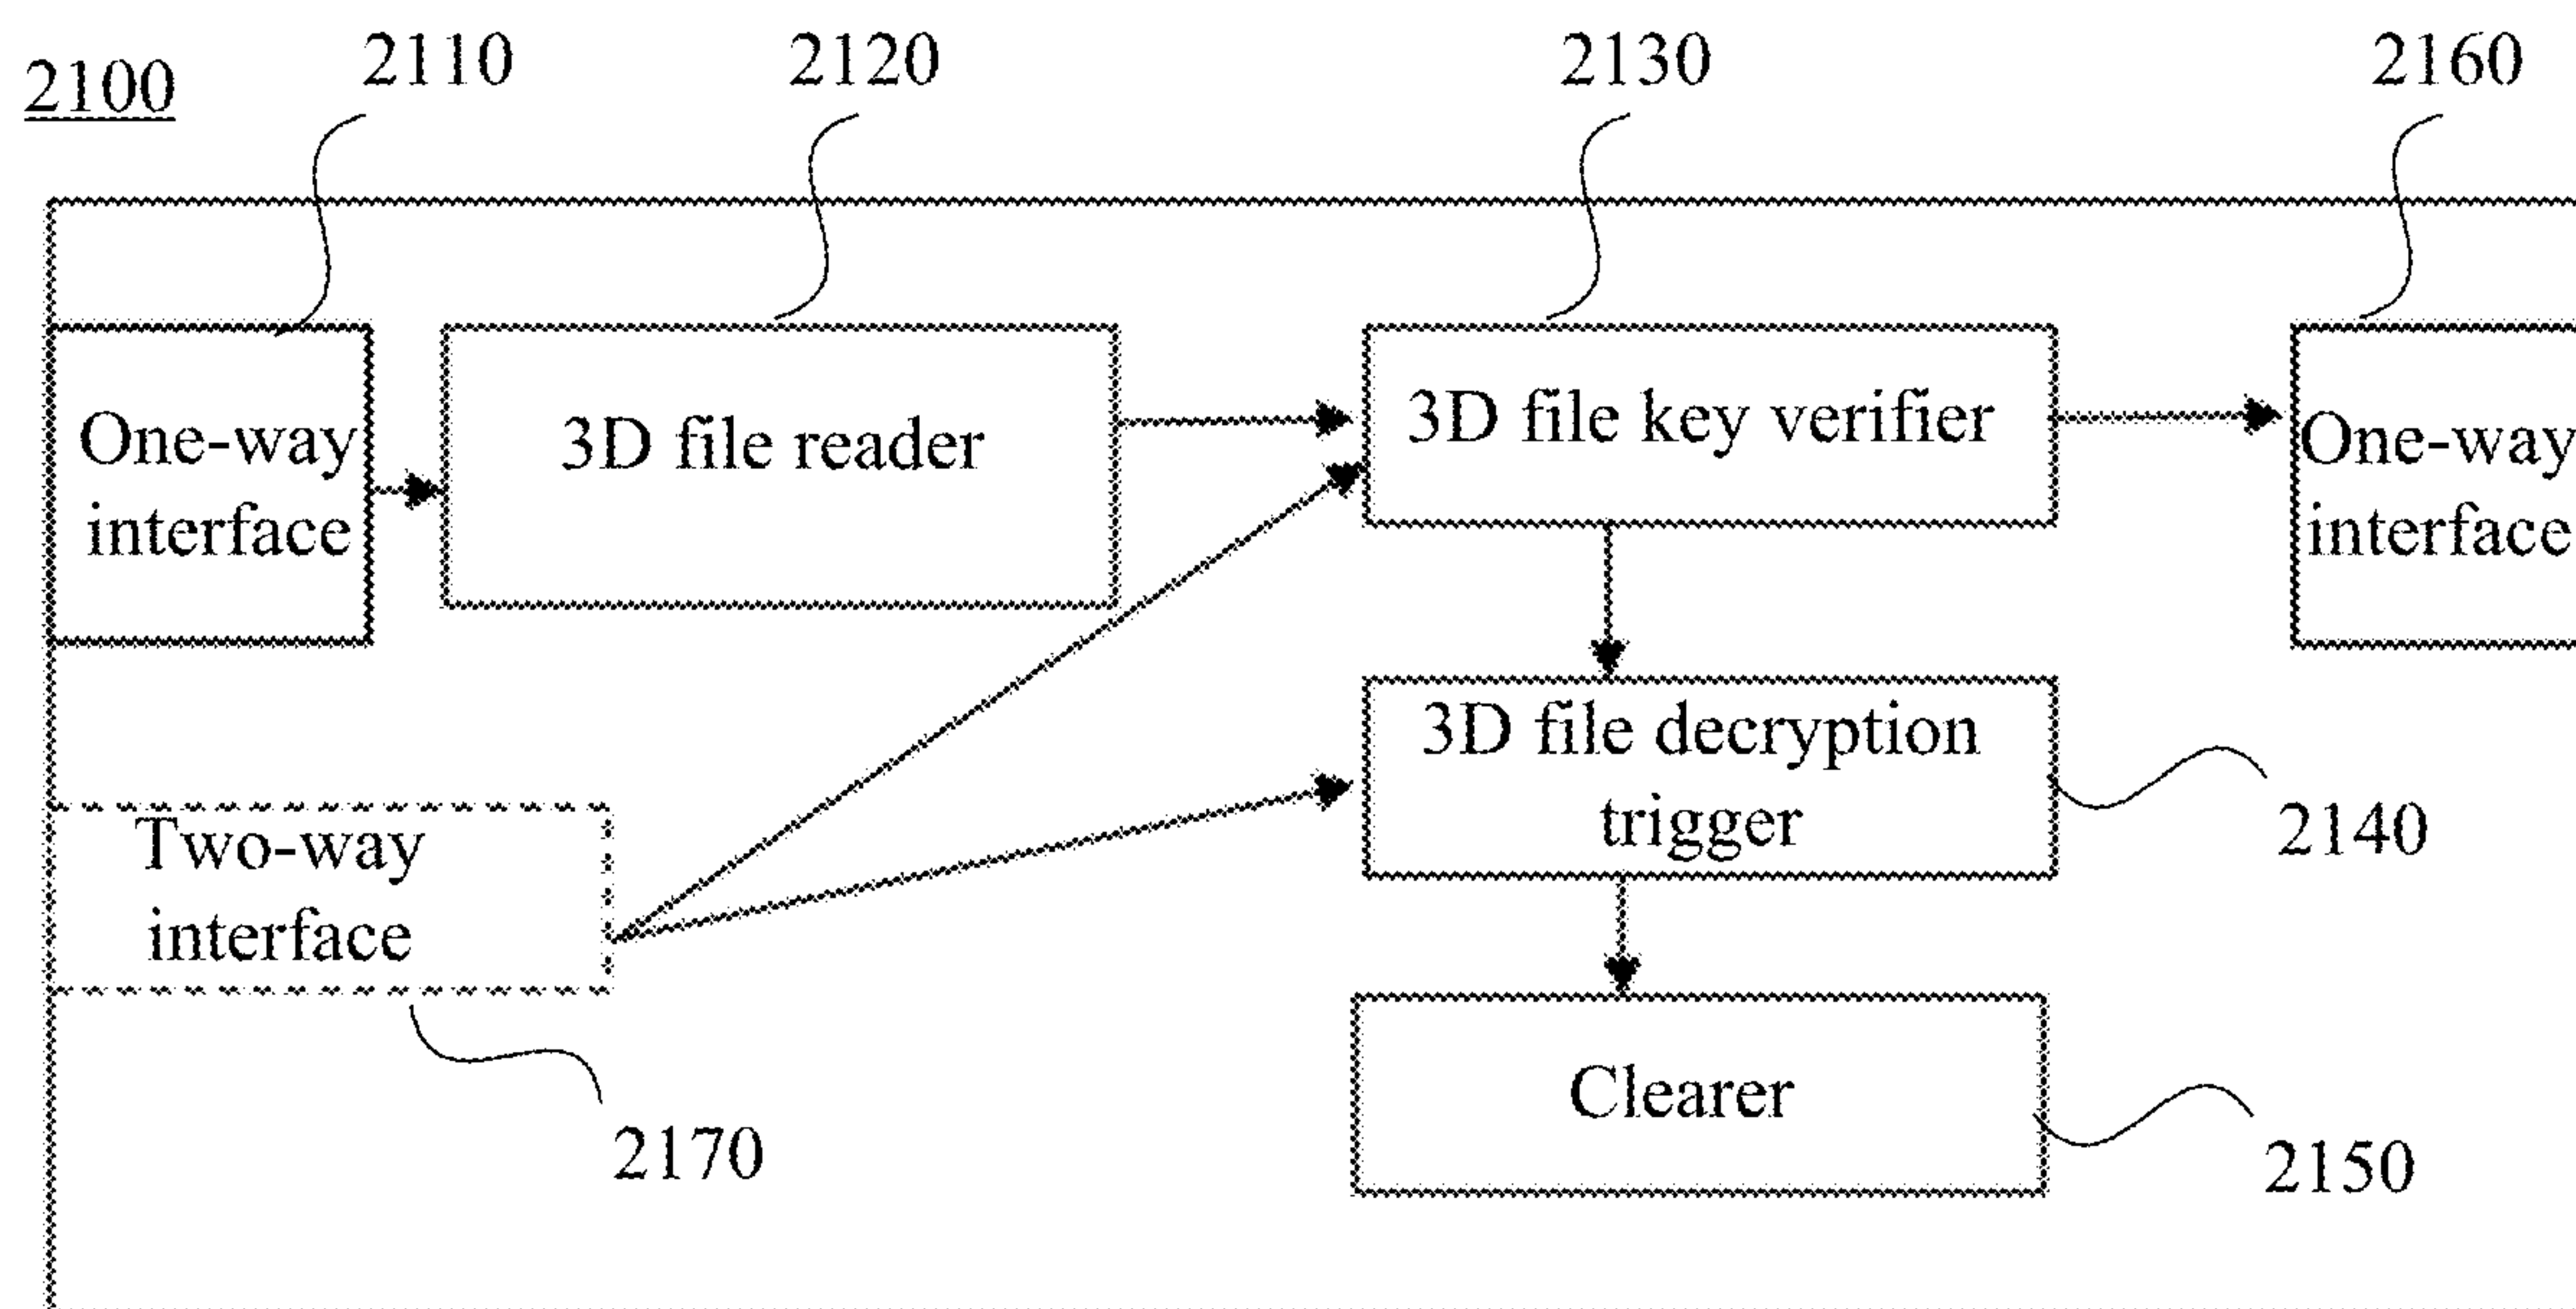 2100
2110
2120
2130
2160
One-way
interface
3D file reader
3D file key verifier
One-way
interface
3D file decryption
trigger
2140
Two-way
interface
2170
Clearer
2150